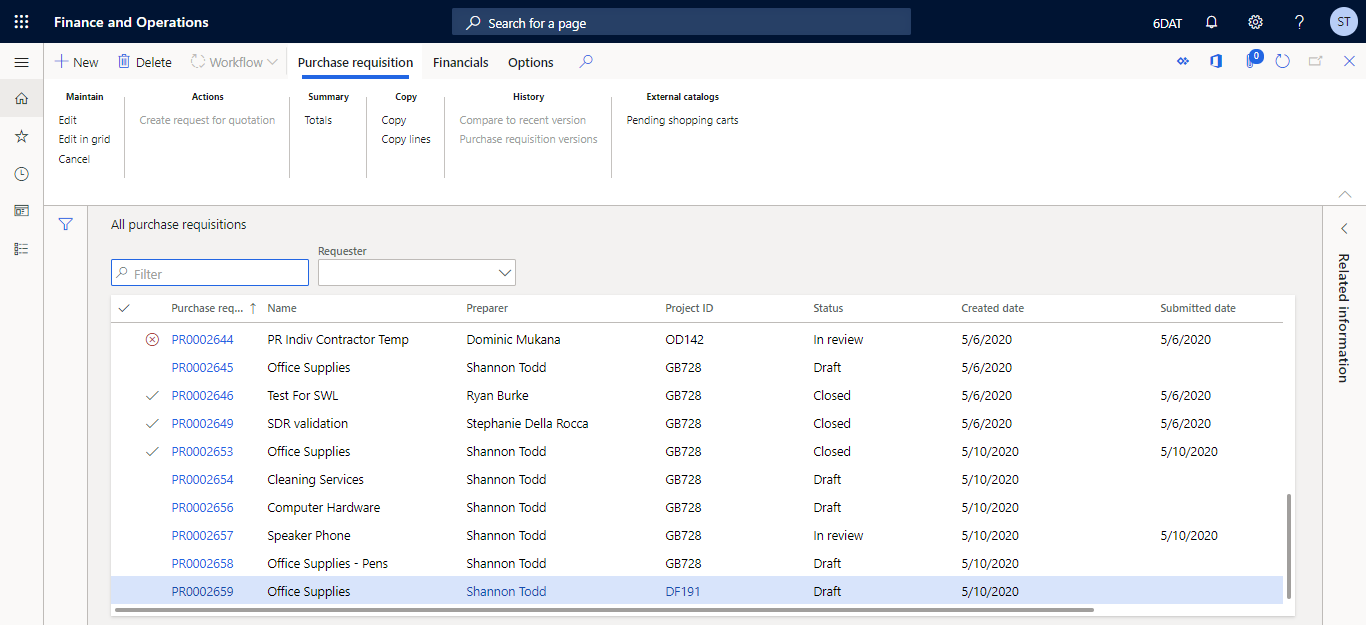 Finance and Operations
Search for a page
6DAT
?
ST
New
Delete
Workflow
Purchase requisition
Financials
Options
0
Maintain
Edit
Edit in grid
Cancel
Actions
Create request for quotation
Summary
Totals
Copy
Copy
Copy lines
History
Compare to recent version
Purchase requisition versions
External catalogs
Pending shopping carts
All purchase requisitions
Requester
Filter
Related information
Purchase req... ↑ Name Preparer Project ID Status Created date Submitted date
PR0002644 PR Indiv Contractor Temp Dominic Mukana OD142 In review 5/6/2020 5/6/2020
PR0002645 Office Supplies Shannon Todd GB728 Draft 5/6/2020
PR0002646 Test For SWL Ryan Burke GB728 Closed 5/6/2020 5/6/2020
PR0002649 SDR validation Stephanie Della Rocca GB728 Closed 5/6/2020 5/6/2020
PR0002653 Office Supplies Shannon Todd GB728 Closed 5/10/2020 5/10/2020
PR0002654 Cleaning Services Shannon Todd GB728 Draft 5/10/2020
PR0002656 Computer Hardware Shannon Todd GB728 Draft 5/10/2020
PR0002657 Speaker Phone Shannon Todd GB728 In review 5/10/2020 5/10/2020
PR0002658 Office Supplies - Pens Shannon Todd GB728 Draft 5/10/2020
PR0002659 Office Supplies Shannon Todd DF191 Draft 5/10/2020